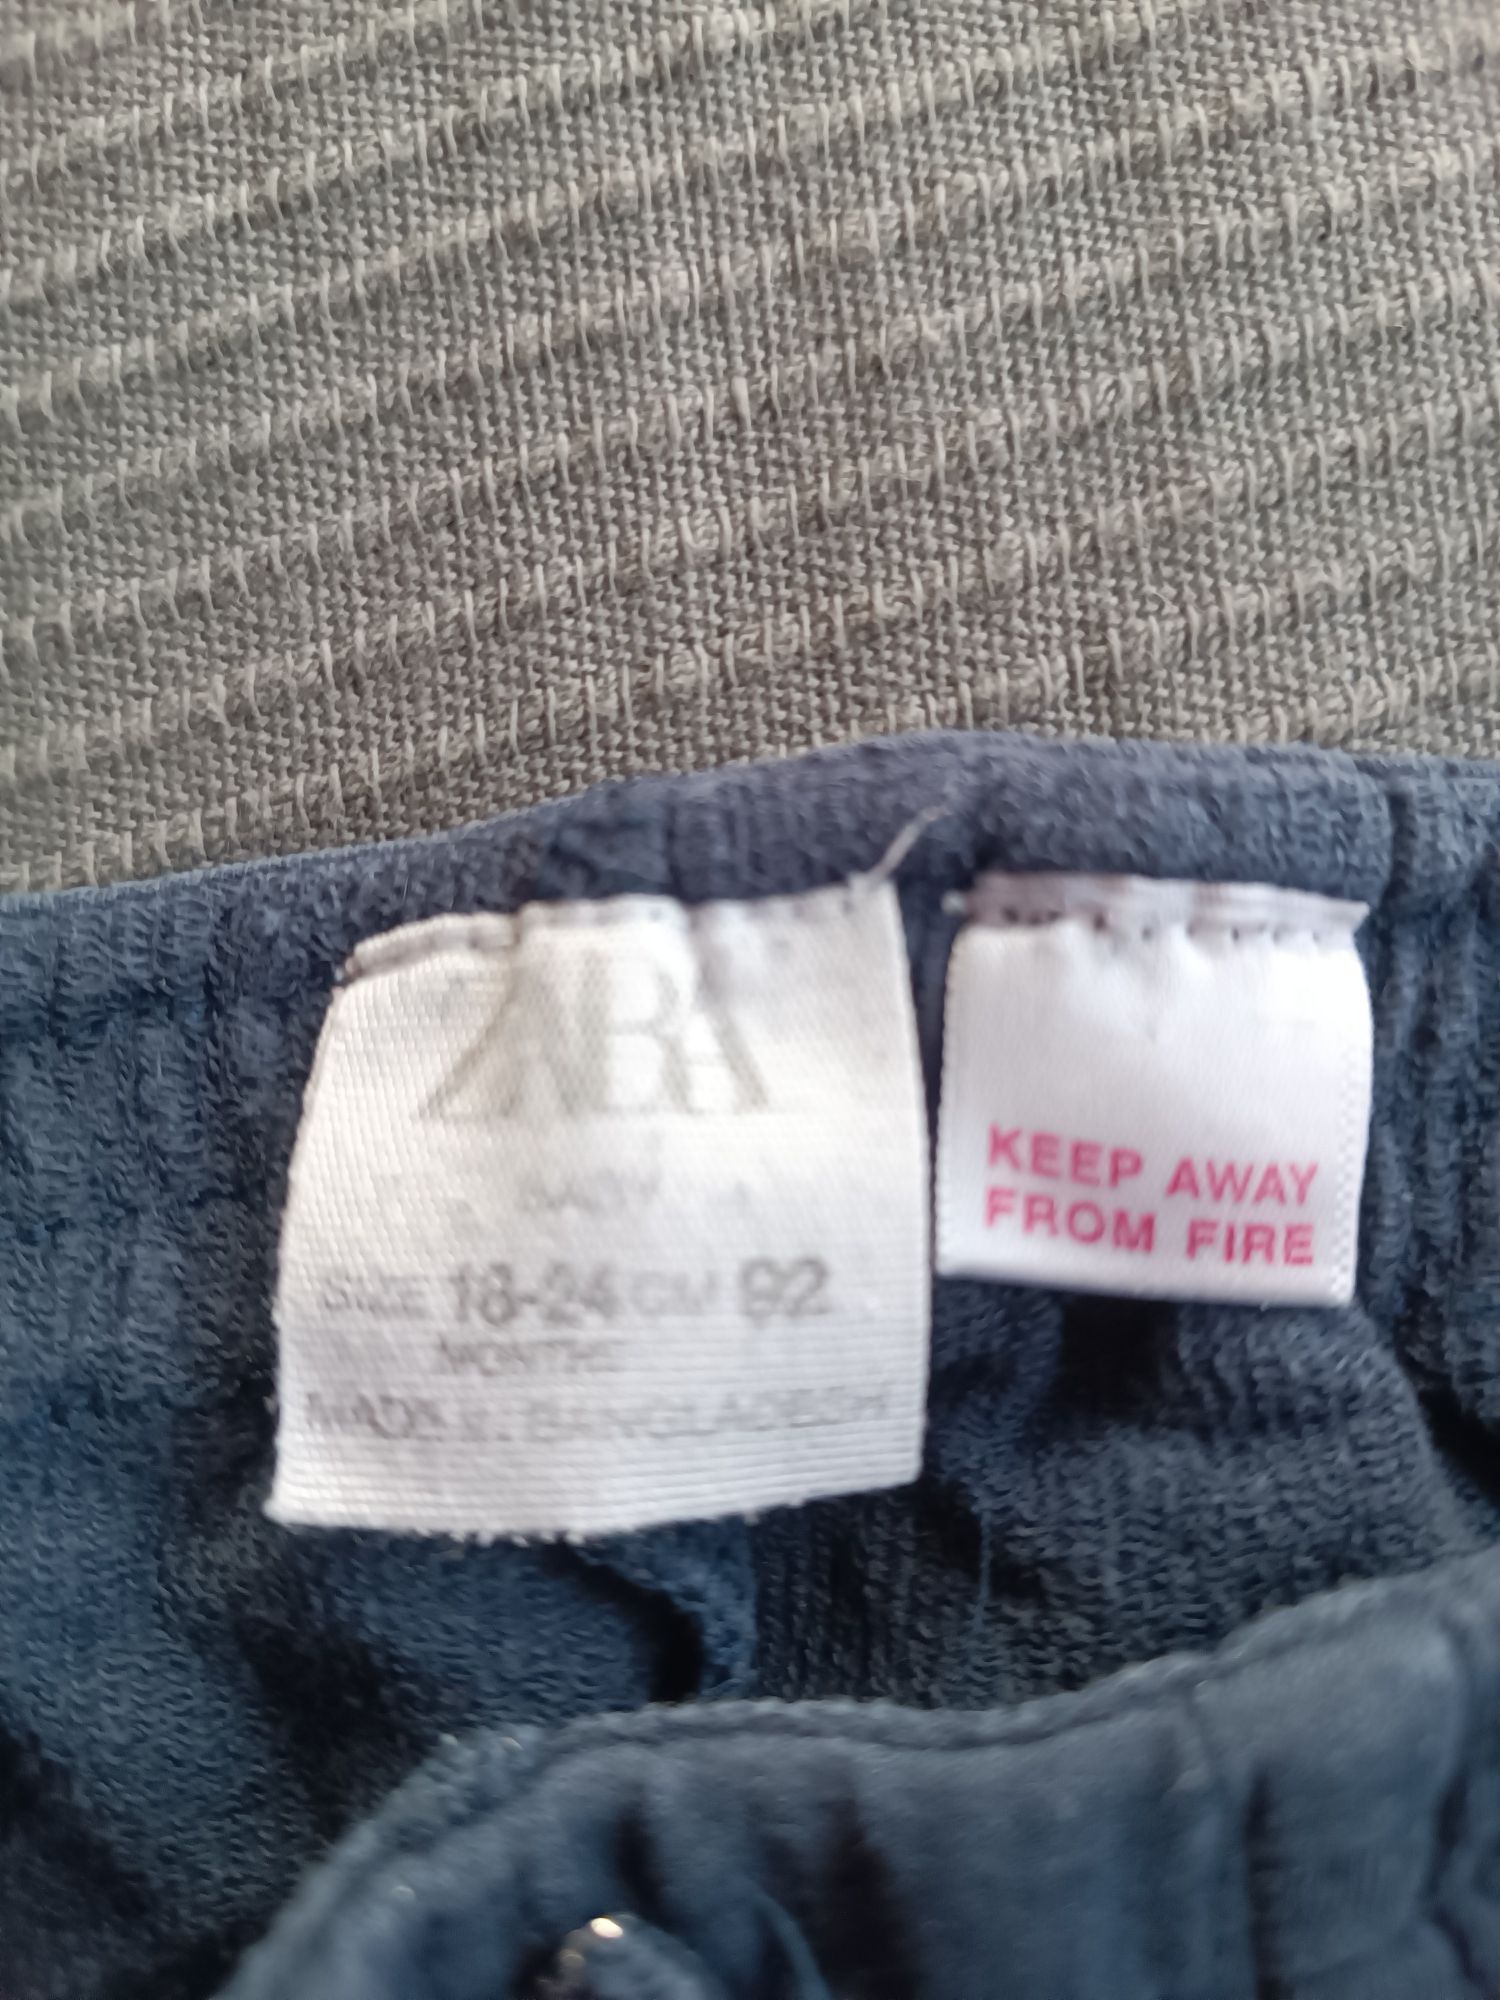 ZARA
BABY
SIZE 18-24 CM 92
MONTHS
MADE IN BANGLADESH
KEEP AWAY
FROM FIRE